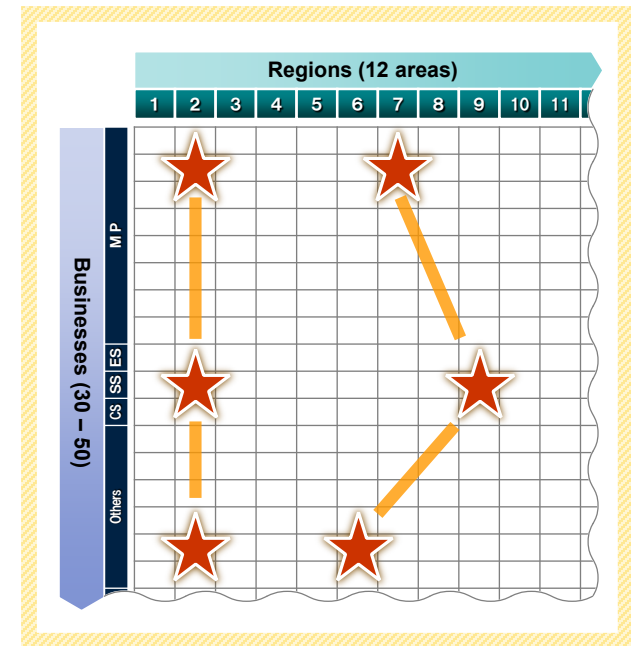 Regions (12 areas)
1 2 3 4 5 6 7 8 9 10 11
Businesses (30 – 50)
M P
ES
SS
CS
Others